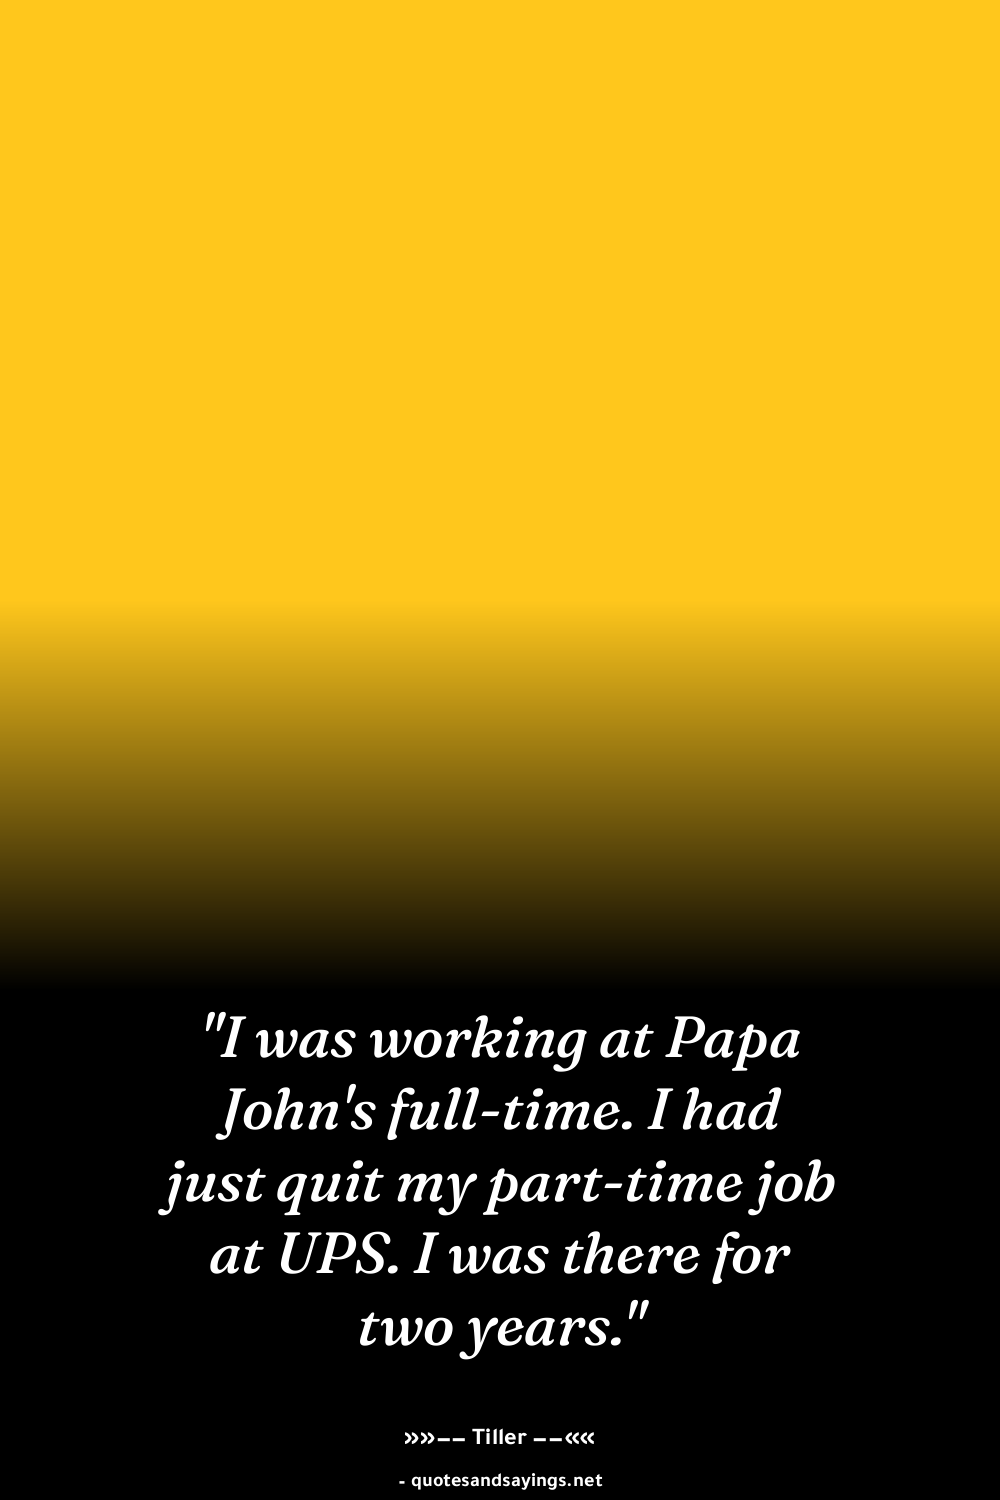 "I was working at Papa
John's full-time. I had
just quit my part-time job
at UPS. I was there for
two years."
»»–– Tiller ––««
- quotesandsayings.net